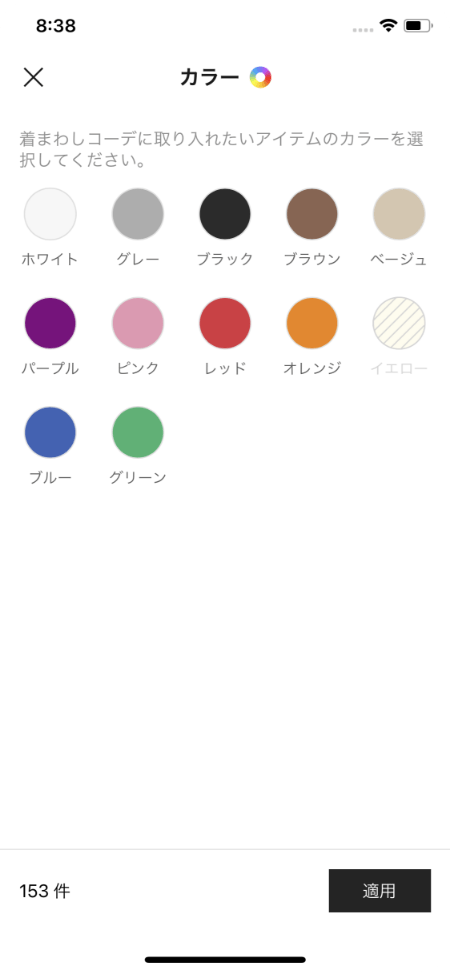 8:38
カラー
着まわしコーデに取り入れたいアイテムのカラーを選
択してください。
ホワイト
グレー
ブラック
ブラウン
ベージュ
パープル
ピンク
レッド
オレンジ
イエロー
ブルー
グリーン
153 件
適用